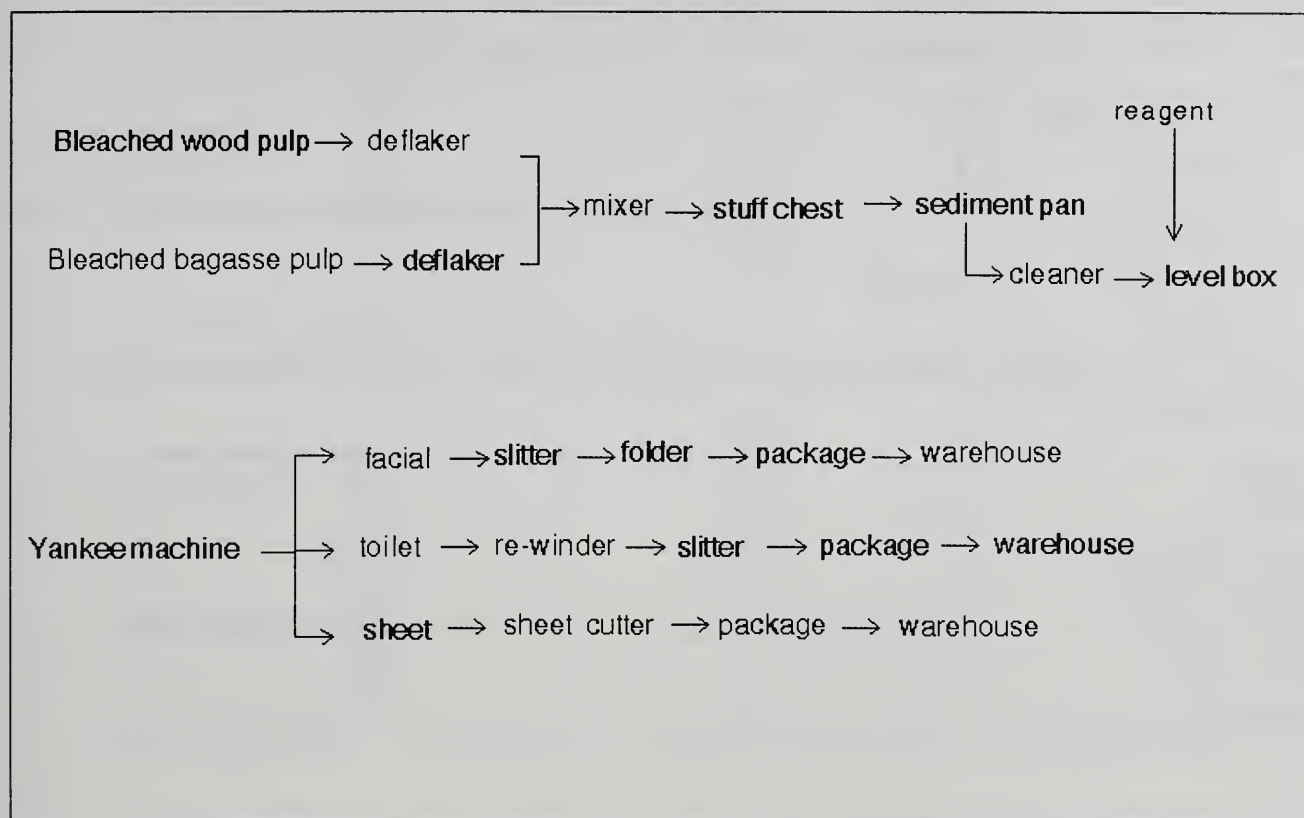 reagent
Bleached wood pulp → deflaker
→ mixer → stuff chest → sediment pan
Bleached bagasse pulp → deflaker
→ cleaner → level box
→ facial → slitter → folder → package → warehouse
Yankee machine → toilet → re-winder → slitter → package → warehouse
→ sheet → sheet cutter → package → warehouse